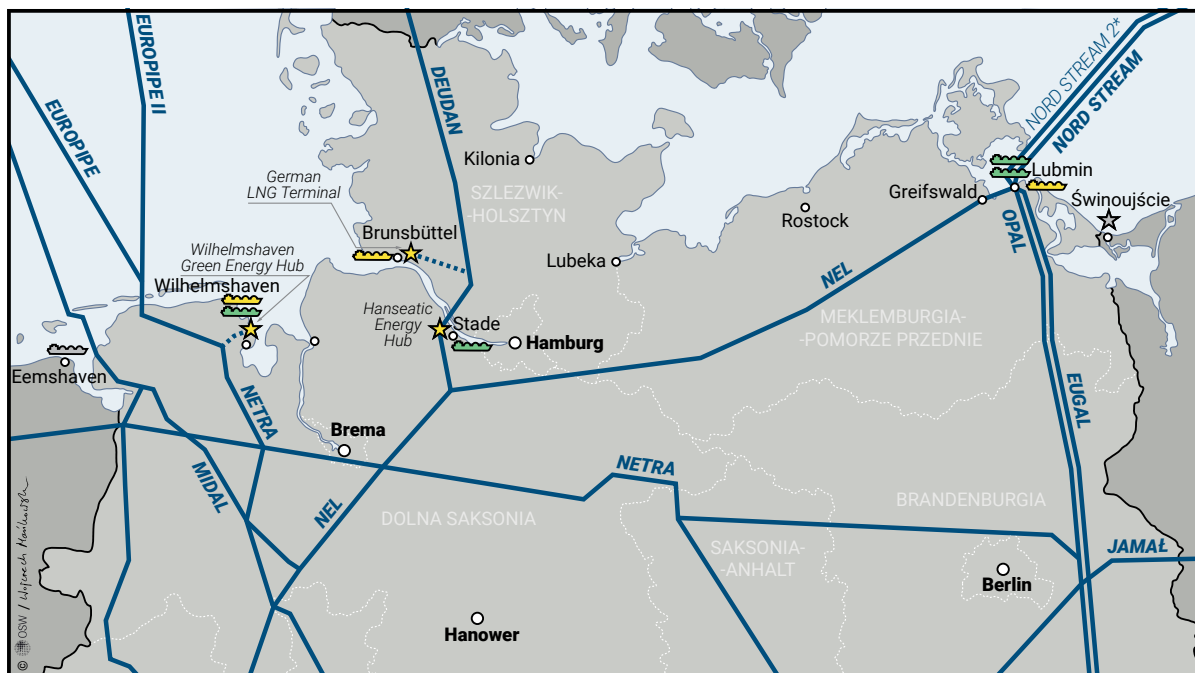 EUROPIPE II
EUROPIPE
DEUDAN
NORD STREAM 2*
NORD STREAM
Kilonia
German
LNG Terminal
SZLEZWIK-
-HOLSZTYN
Lubmin
Greifswald
Świnoujście
Rostock
Brunsbüttel
OPAL
Wilhelmshaven
Green Energy Hub
Wilhelmshaven
Lubeka
NEL
Hanseatic
Energy
Hub
Stade
Hamburg
MEKLEMBURGIA-
-POMORZE PRZEDNIE
Eemshaven
EUGAL
NETRA
Brema
NETRA
MIDAL
NEL
DOLNA SAKSONIA
BRANDENBURGIA
SAKSONIA-
-ANHALT
JAMAŁ
Berlin
Hanower
© OSW / Wojciech Mańkowski